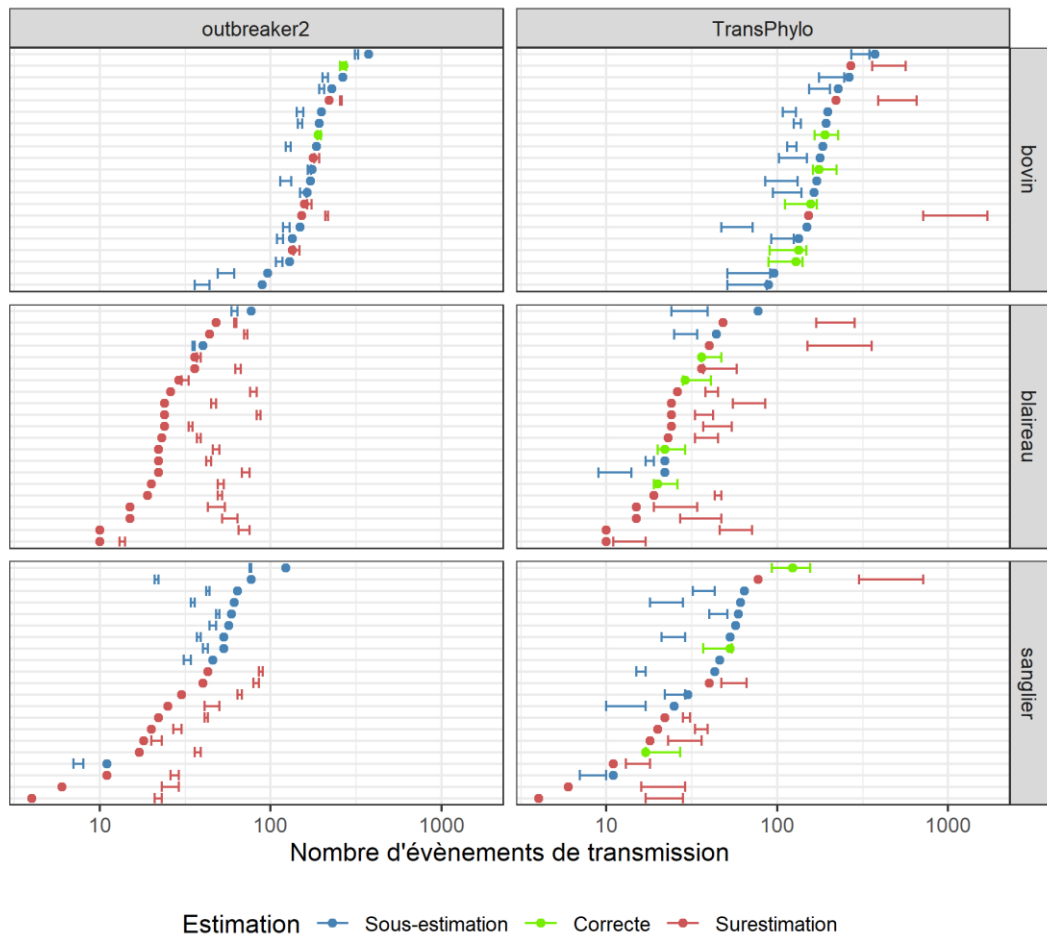 outbreaker2 TransPhylo
bovin
blaireau
sanglier
10 100 1000 10 100 1000
Nombre d'évènements de transmission
Estimation Sous-estimation Correcte Surestimation